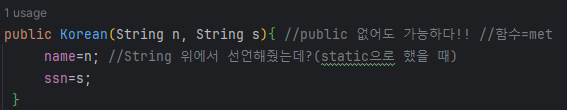 1 usage
public Korean(String n, String s){ //public 없어도 가능하다!! //함수=met
name=n; //String 위에서 선언해줬는데?(static으로 했을 때)
ssn=s;
}